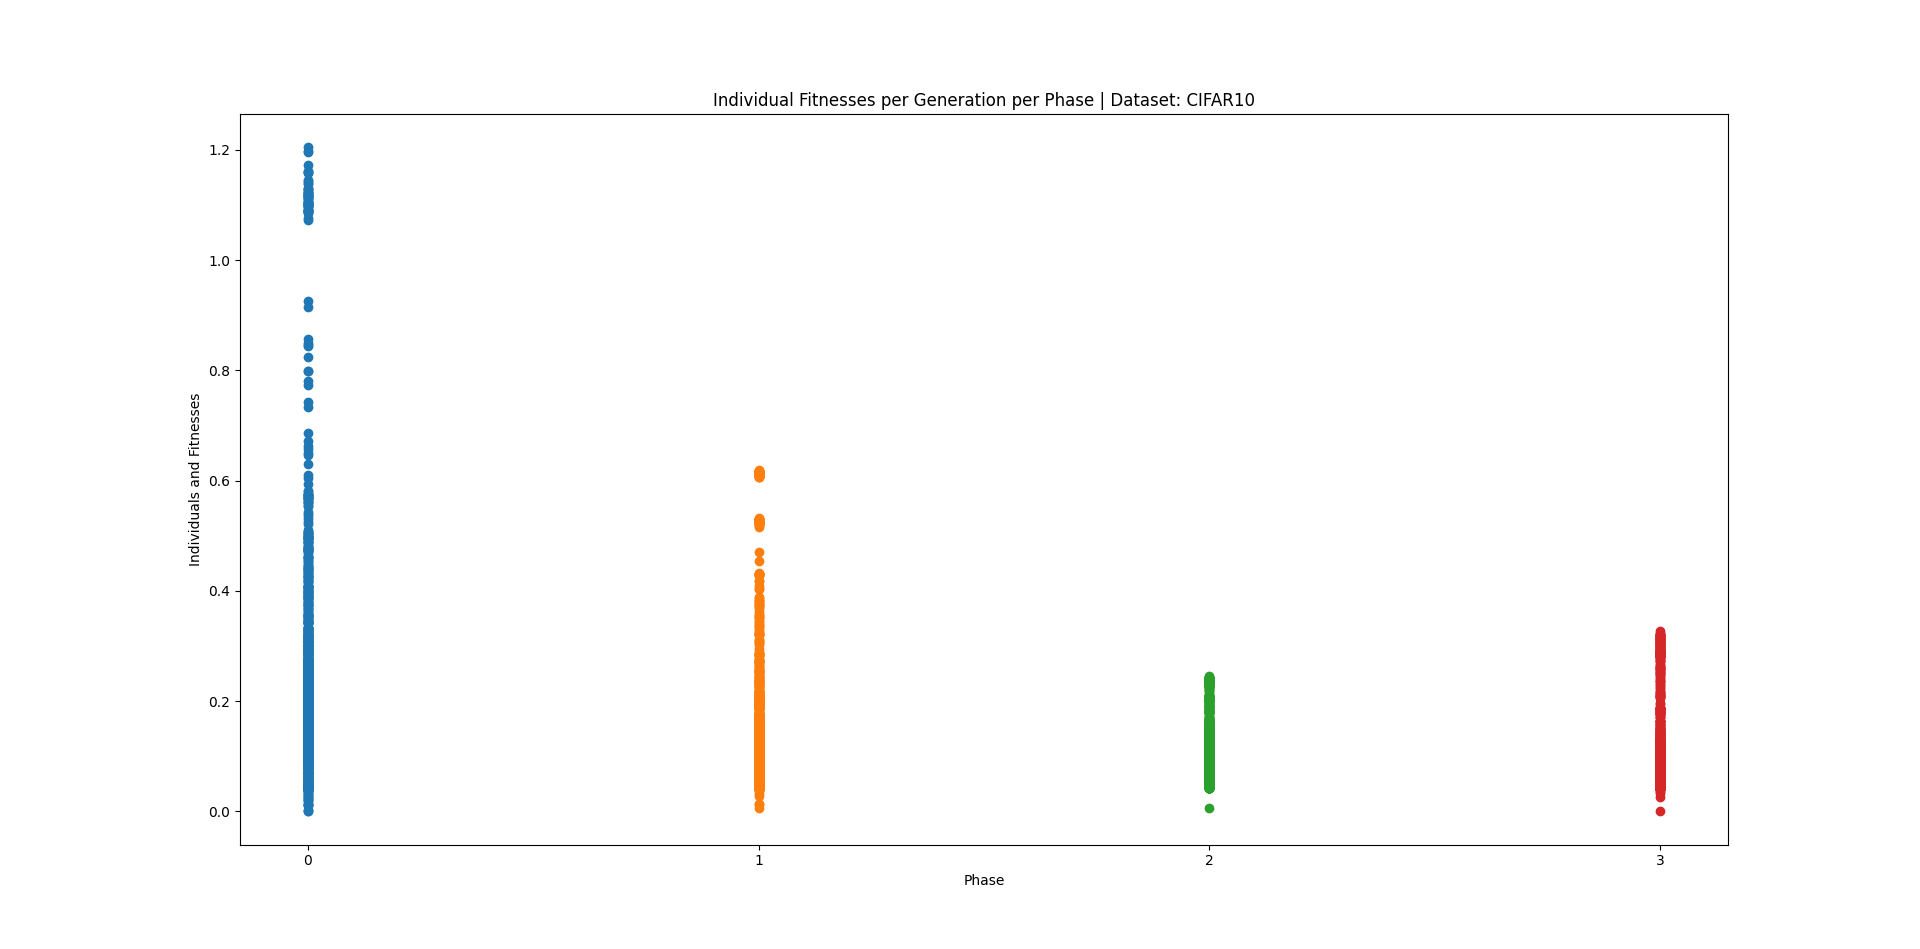 Individual Fitnesses per Generation per Phase | Dataset: CIFAR10
1.2
1.0
0.8
0.6
0.4
0.2
0.0
Individuals and Fitnesses
0 1 2 3
Phase